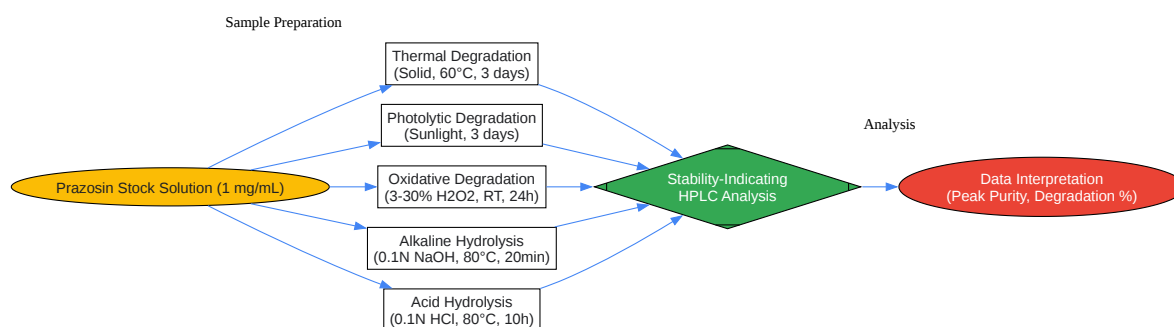 Sample Preparation
Thermal Degradation
(Solid, 60°C, 3 days)
Photolytic Degradation
(Sunlight, 3 days)
Analysis
Prazosin Stock Solution (1 mg/mL)
Oxidative Degradation
(3-30% H2O2, RT, 24h)
Stability-Indicating
HPLC Analysis
Data Interpretation
(Peak Purity, Degradation %)
Alkaline Hydrolysis
(0.1N NaOH, 80°C, 20min)
Acid Hydrolysis
(0.1N HCl, 80°C, 10h)